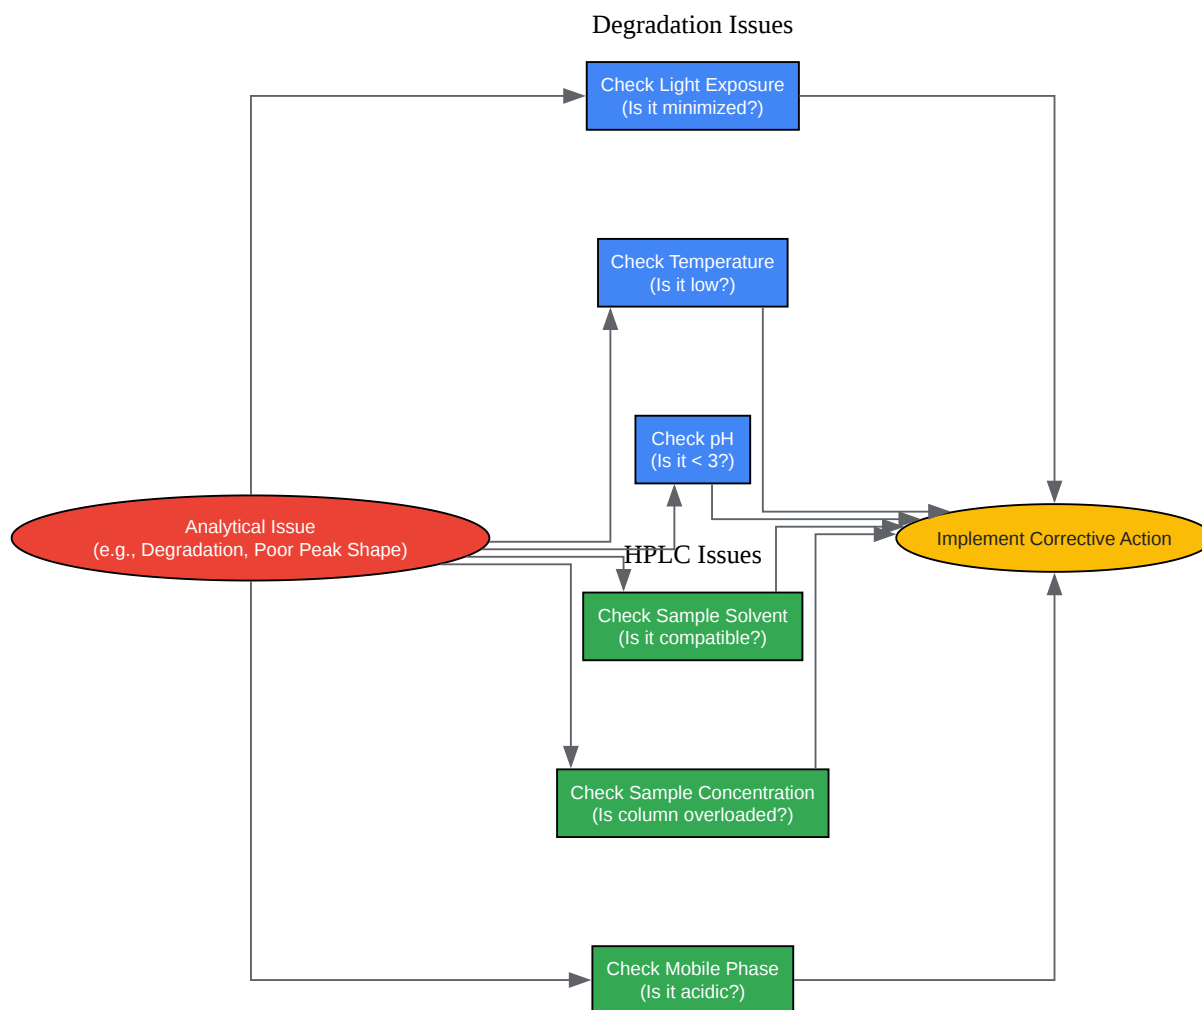 Degradation Issues
Check Light Exposure
(Is it minimized?)
Check Temperature
(Is it low?)
Check pH
(Is it < 3?)
Analytical Issue
(e.g., Degradation, Poor Peak Shape)
Implement Corrective Action
HPLC Issues
Check Sample Solvent
(Is it compatible?)
Check Sample Concentration
(Is column overloaded?)
Check Mobile Phase
(Is it acidic?)